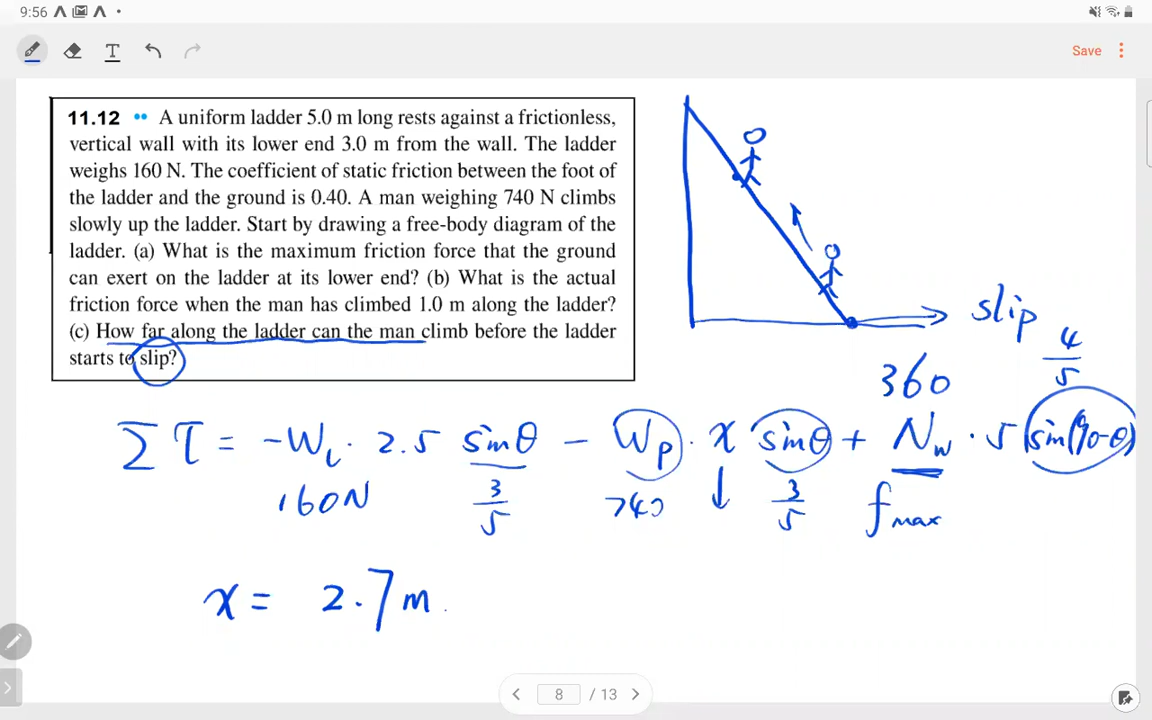 9:56
T
Save
11.12 •• A uniform ladder 5.0 m long rests against a frictionless,
vertical wall with its lower end 3.0 m from the wall. The ladder
weighs 160 N. The coefficient of static friction between the foot of
the ladder and the ground is 0.40. A man weighing 740 N climbs
slowly up the ladder. Start by drawing a free-body diagram of the
ladder. (a) What is the maximum friction force that the ground
can exert on the ladder at its lower end? (b) What is the actual
friction force when the man has climbed 1.0 m along the ladder?
(c) How far along the ladder can the man climb before the ladder
starts to slip?
slip
360
4/5
Σ τ = -W_L · 2.5 sinθ - W_P · x sinθ + N_w · 5 sin(90-θ)
160N 3/5 740 ↓ 3/5 f_max
x = 2.7 m
8 / 13